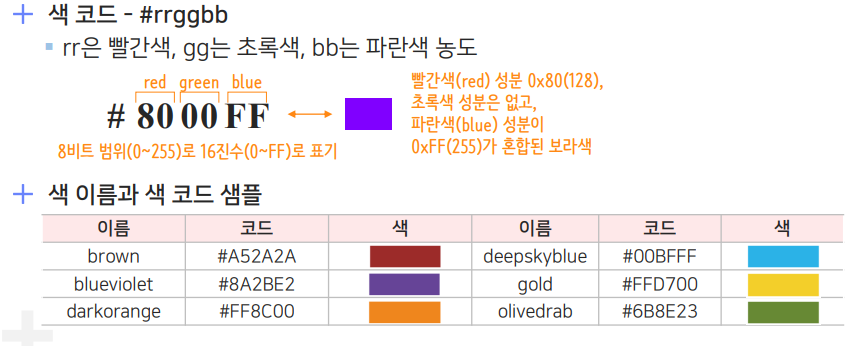 색 코드 - #rrggbb
rr은 빨간색, gg는 초록색, bb는 파란색 농도
red green blue
# 80 00 FF
8비트 범위(0~255)로 16진수(0~FF)로 표기
빨간색(red) 성분 0x80(128),
초록색 성분은 없고,
파란색(blue) 성분이
0xFF(255)가 혼합된 보라색
색 이름과 색 코드 샘플
이름 코드 색 이름 코드 색
brown #A52A2A deepskyblue #00BFFF
blueviolet #8A2BE2 gold #FFD700
darkorange #FF8C00 olivedrab #6B8E23